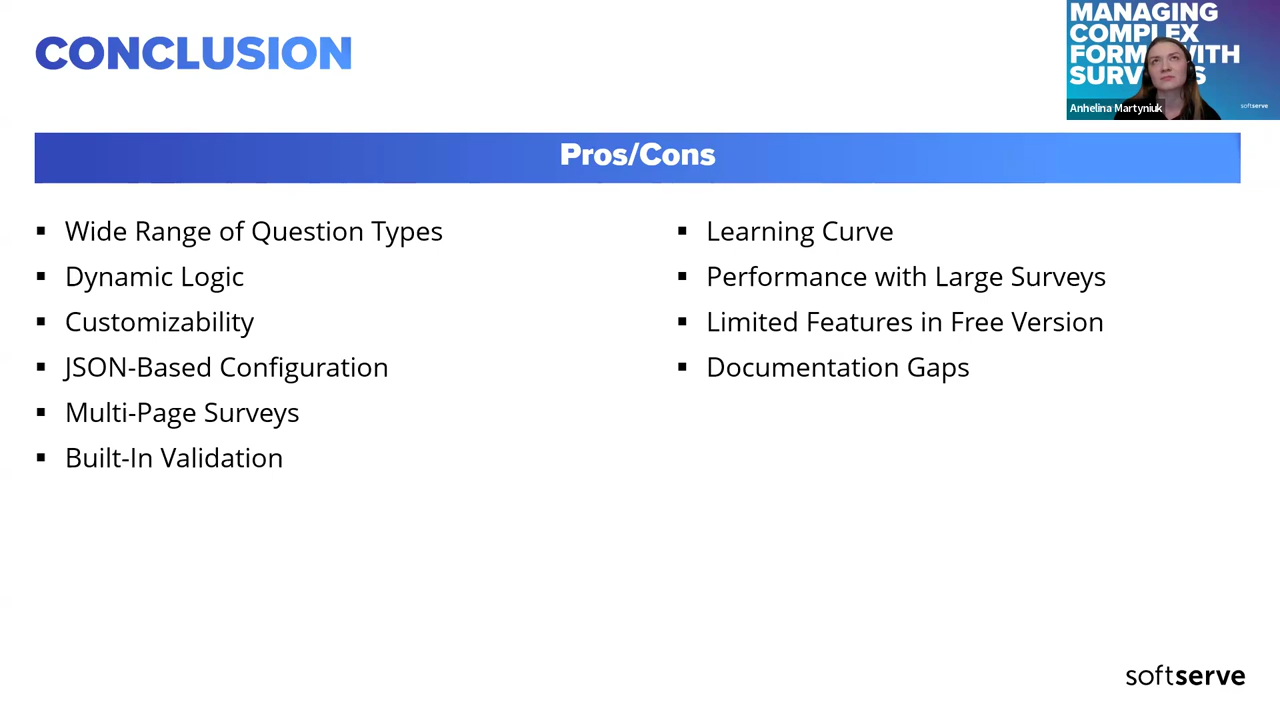 CONCLUSION
MANAGING
COMPLEX
Anhelina Martyniuk
softserve
Pros/Cons
▪ Wide Range of Question Types
▪ Dynamic Logic
▪ Customizability
▪ JSON-Based Configuration
▪ Multi-Page Surveys
▪ Built-In Validation
▪ Learning Curve
▪ Performance with Large Surveys
▪ Limited Features in Free Version
▪ Documentation Gaps
softserve